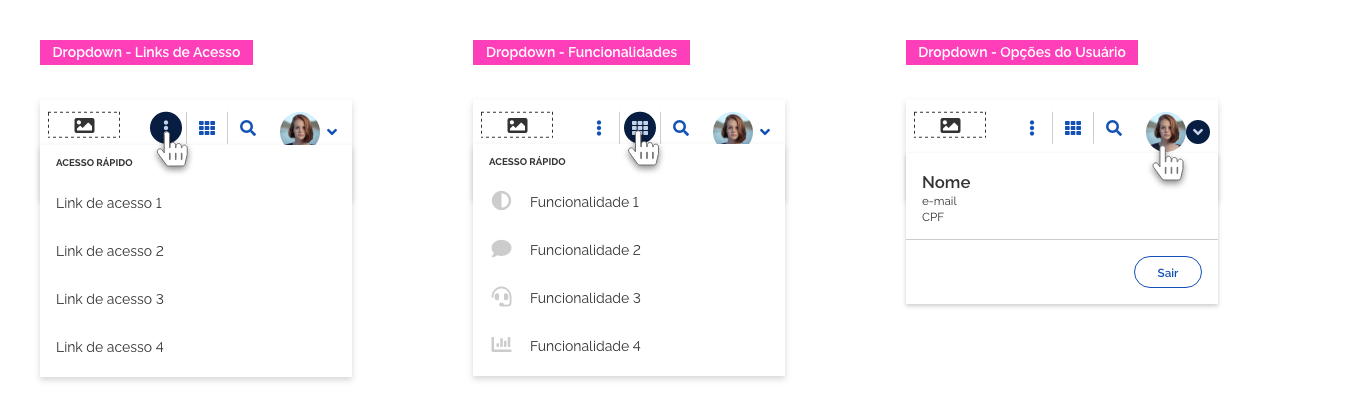 Dropdown - Links de Acesso
ACESSO RÁPIDO
Link de acesso 1
Link de acesso 2
Link de acesso 3
Link de acesso 4
Dropdown - Funcionalidades
ACESSO RÁPIDO
Funcionalidade 1
Funcionalidade 2
Funcionalidade 3
Funcionalidade 4
Dropdown - Opções do Usuário
Nome
e-mail
CPF
Sair